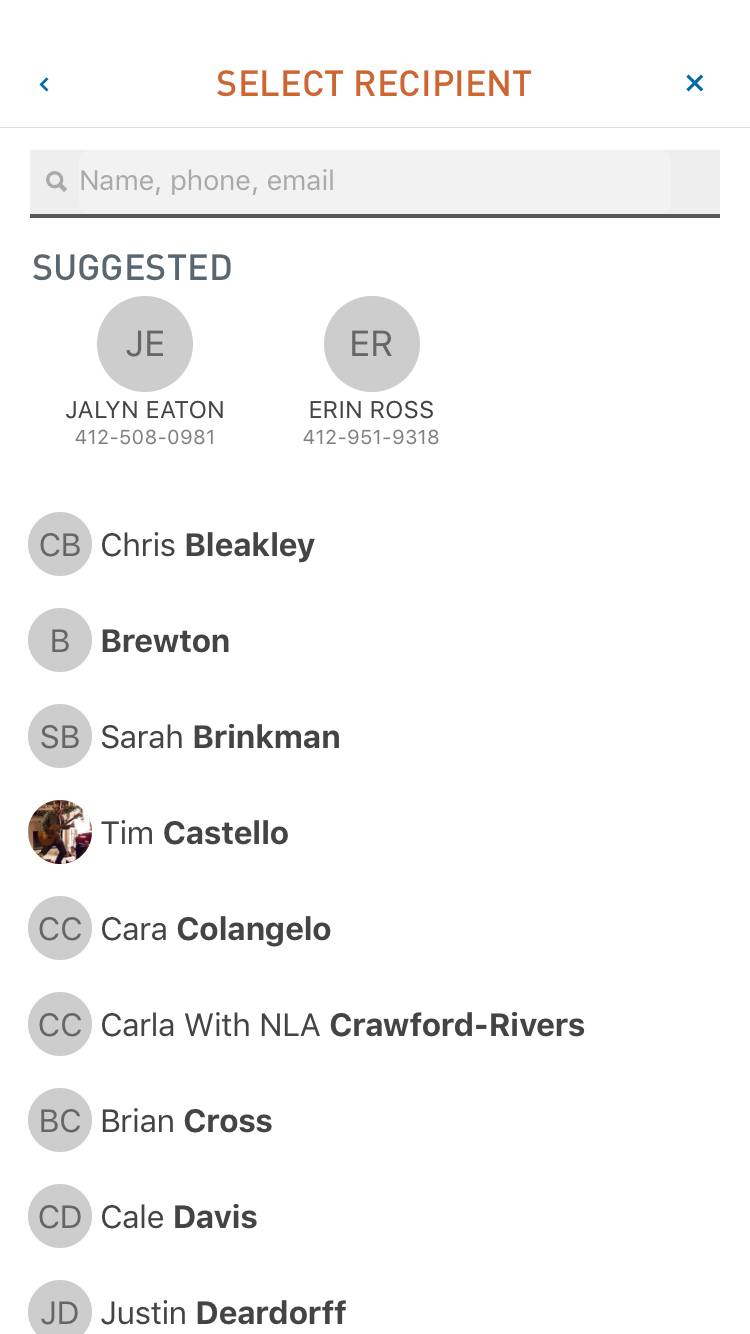 SELECT RECIPIENT
Name, phone, email
SUGGESTED
JE ER
JALYN EATON ERIN ROSS
412-508-0981 412-951-9318
CB Chris Bleakley
B Brewton
SB Sarah Brinkman
Tim Castello
CC Cara Colangelo
CC Carla With NLA Crawford-Rivers
BC Brian Cross
CD Cale Davis
JD Justin Deardorff